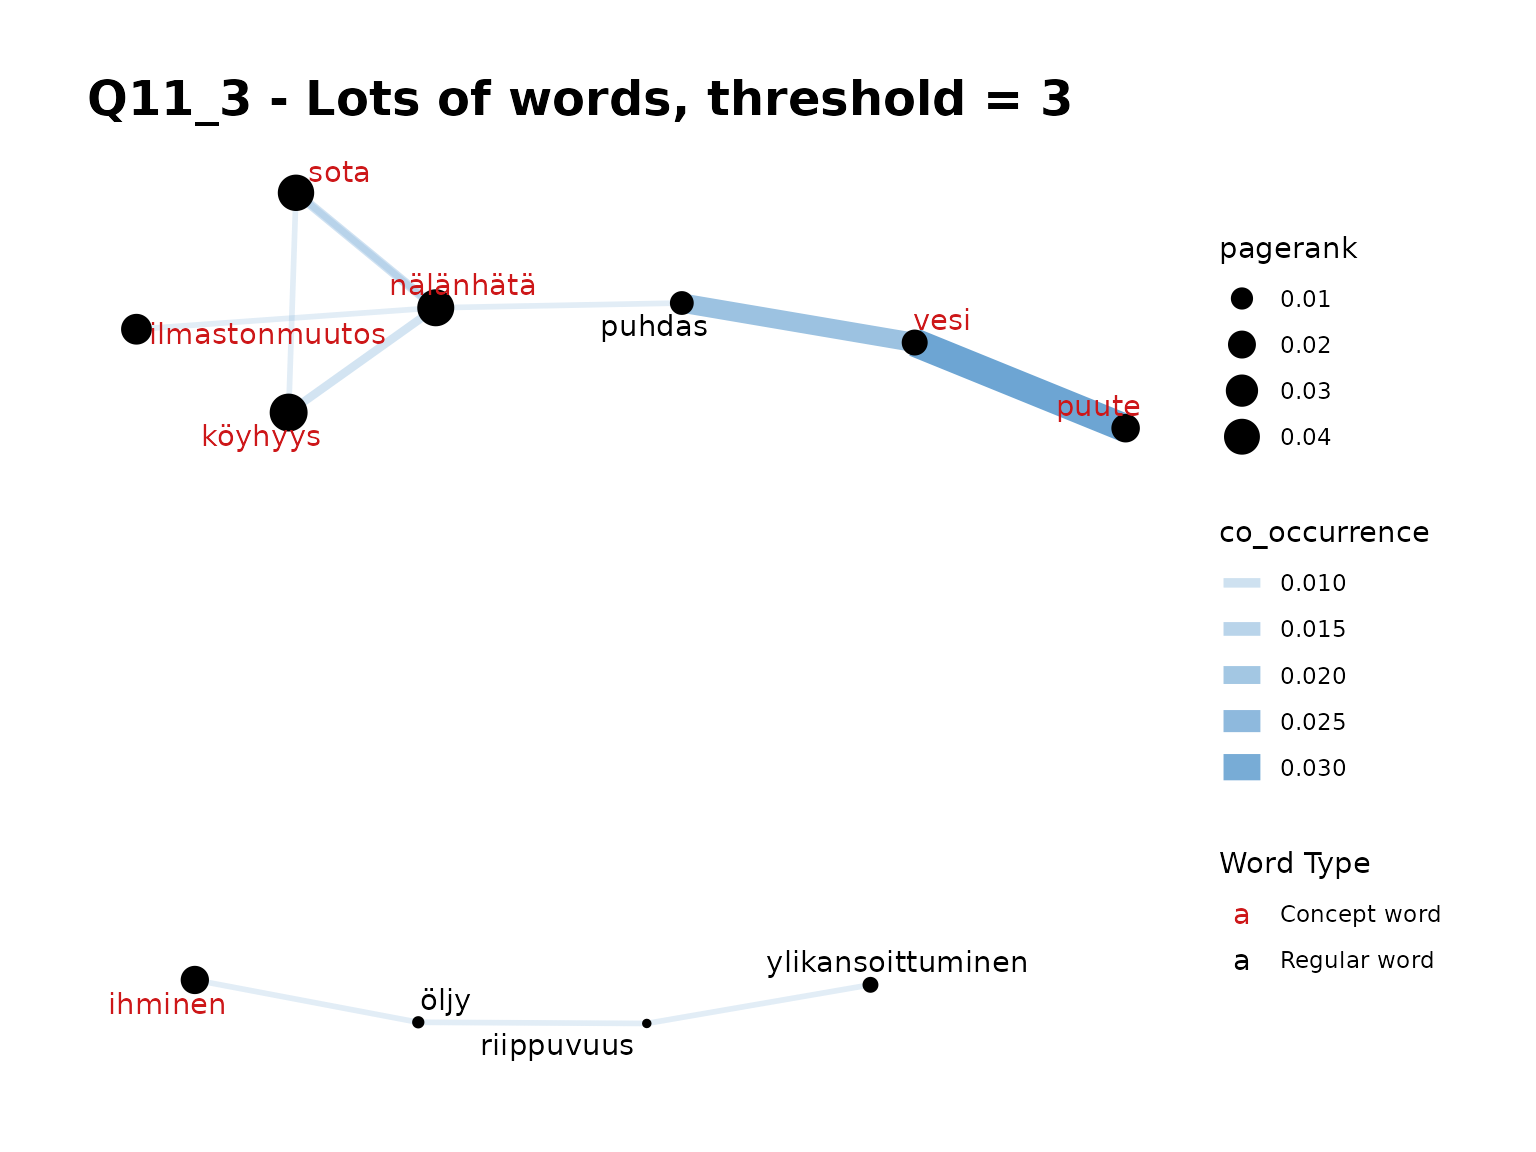 Q11_3 - Lots of words, threshold = 3
sota
nälänhätä
ilmastonmuutos
köyhyys
puhdas
vesi
puute
ihminen
öljy
riippuvuus
ylikansoittuminen
pagerank
0.01
0.02
0.03
0.04
co_occurrence
0.010
0.015
0.020
0.025
0.030
Word Type
a Concept word
a Regular word